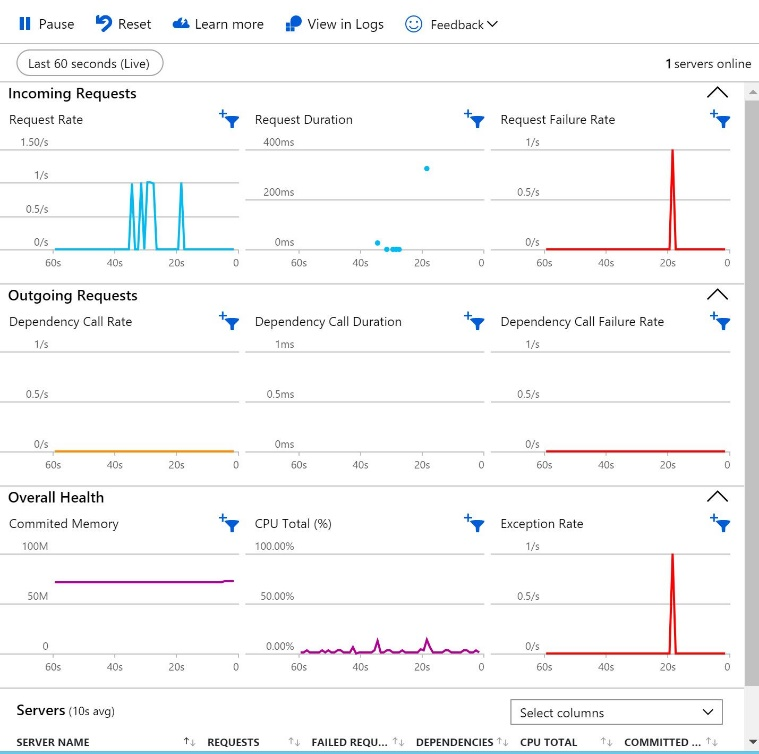 Pause Reset Learn more View in Logs Feedback
Last 60 seconds (Live) 1 servers online
Incoming Requests
Request Rate Request Duration Request Failure Rate
1.50/s 400ms 1/s
1/s
200ms 0.5/s
0.5/s
0/s 0ms 0/s
60s 40s 20s 0 60s 40s 20s 0 60s 40s 20s 0
Outgoing Requests
Dependency Call Rate Dependency Call Duration Dependency Call Failure Rate
1/s 1ms 1/s
0.5/s 0.5ms 0.5/s
0/s 0ms 0/s
60s 40s 20s 0 60s 40s 20s 0 60s 40s 20s 0
Overall Health
Commited Memory CPU Total (%) Exception Rate
100M 100.00% 1/s
50M 50.00% 0.5/s
0 0.00% 0/s
60s 40s 20s 0 60s 40s 20s 0 60s 40s 20s 0
Servers (10s avg) Select columns
SERVER NAME REQUESTS FAILED REQU... DEPENDENCIES CPU TOTAL COMMITTED ...